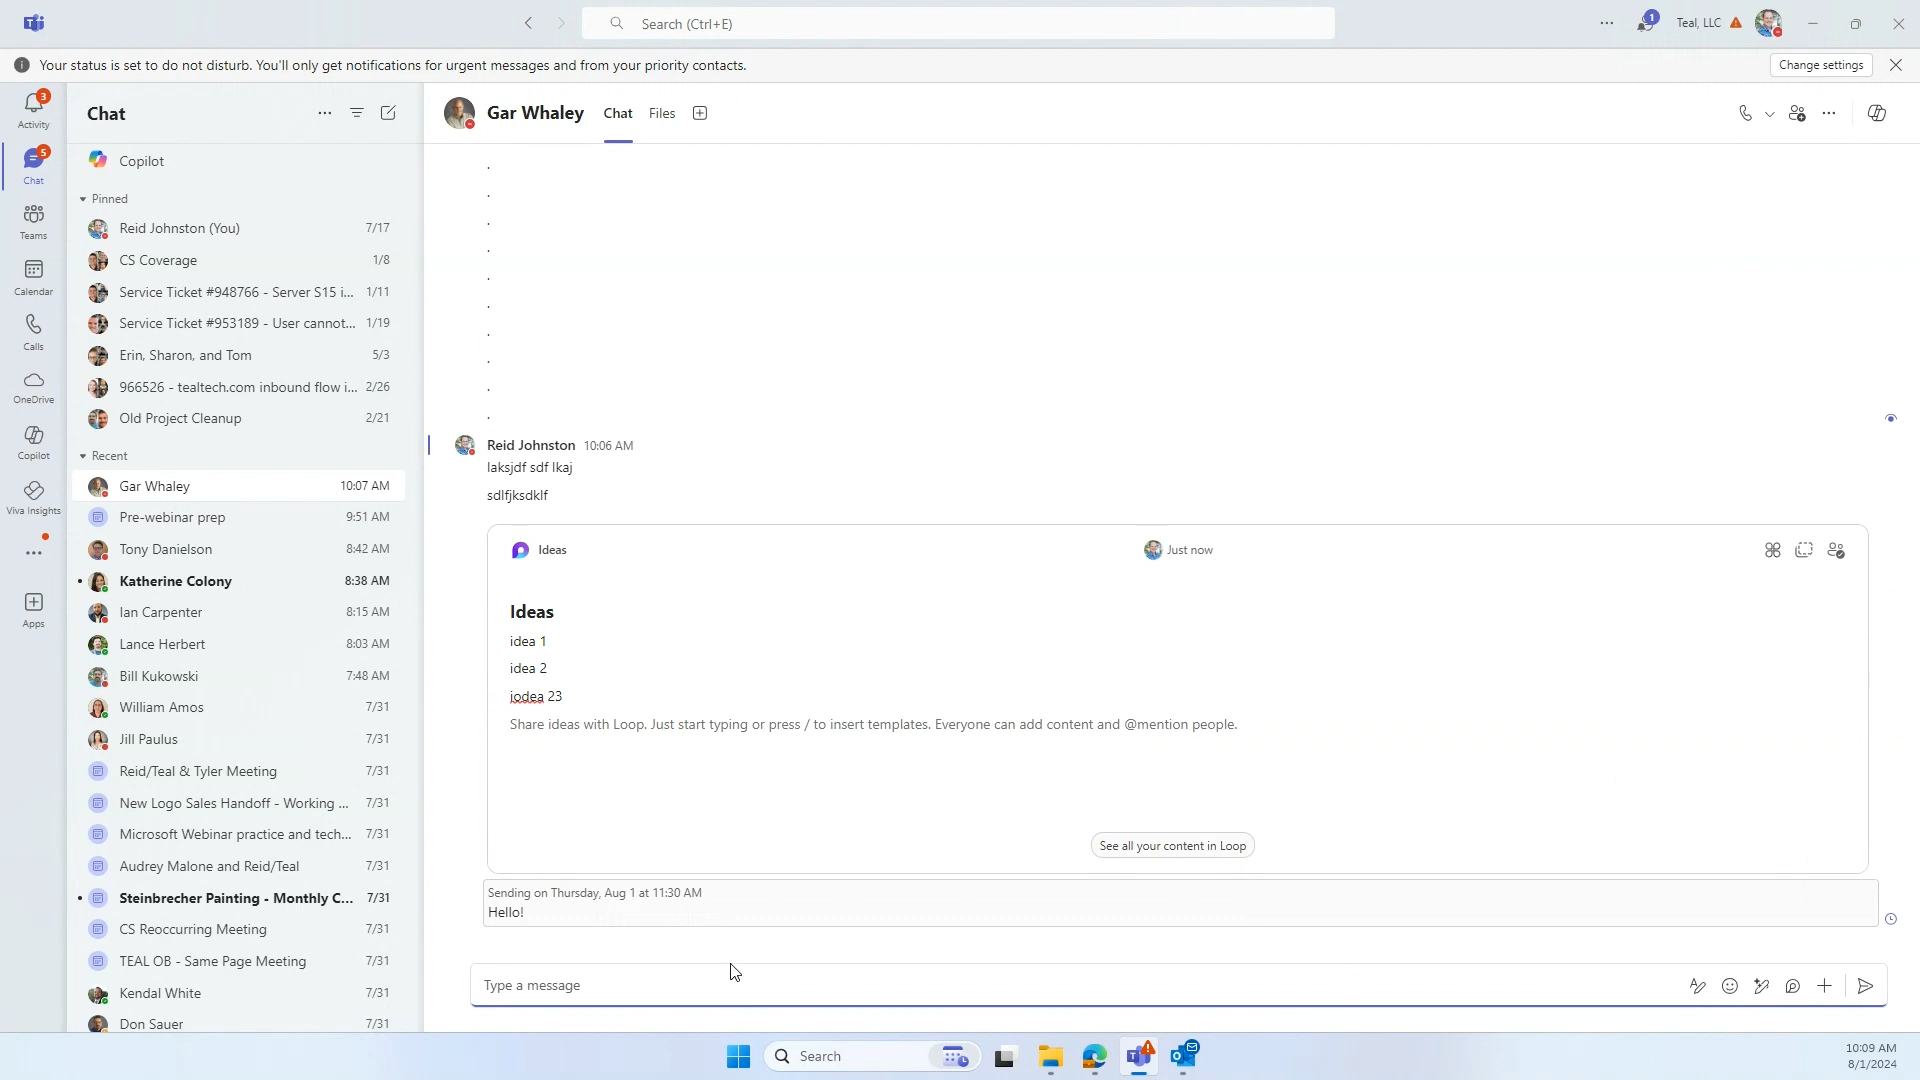 Search (Ctrl+E)
1
Teal, LLC
Your status is set to do not disturb. You'll only get notifications for urgent messages and from your priority contacts.
Change settings
3
Activity
5
Chat
Teams
Calendar
Calls
OneDrive
Copilot
Viva Insights
Apps
Chat
Copilot
Pinned
Reid Johnston (You) 7/17
CS Coverage 1/8
Service Ticket #948766 - Server S15 i... 1/11
Service Ticket #953189 - User cannot... 1/19
Erin, Sharon, and Tom 5/3
966526 - tealtech.com inbound flow i... 2/26
Old Project Cleanup 2/21
Recent
Gar Whaley 10:07 AM
Pre-webinar prep 9:51 AM
Tony Danielson 8:42 AM
Katherine Colony 8:38 AM
Ian Carpenter 8:15 AM
Lance Herbert 8:03 AM
Bill Kukowski 7:48 AM
William Amos 7/31
Jill Paulus 7/31
Reid/Teal & Tyler Meeting 7/31
New Logo Sales Handoff - Working ... 7/31
Microsoft Webinar practice and tech... 7/31
Audrey Malone and Reid/Teal 7/31
Steinbrecher Painting - Monthly C... 7/31
CS Reoccurring Meeting 7/31
TEAL OB - Same Page Meeting 7/31
Kendal White 7/31
Don Sauer 7/31
Gar Whaley Chat Files
.
.
.
.
.
.
.
.
.
.
Reid Johnston 10:06 AM
laksjdf sdf lkaj
sdlfjksdklf
Ideas
Just now
Ideas
idea 1
idea 2
iodea 23
Share ideas with Loop. Just start typing or press / to insert templates. Everyone can add content and @mention people.
See all your content in Loop
Sending on Thursday, Aug 1 at 11:30 AM
Hello!
Type a message
Search
10:09 AM
8/1/2024